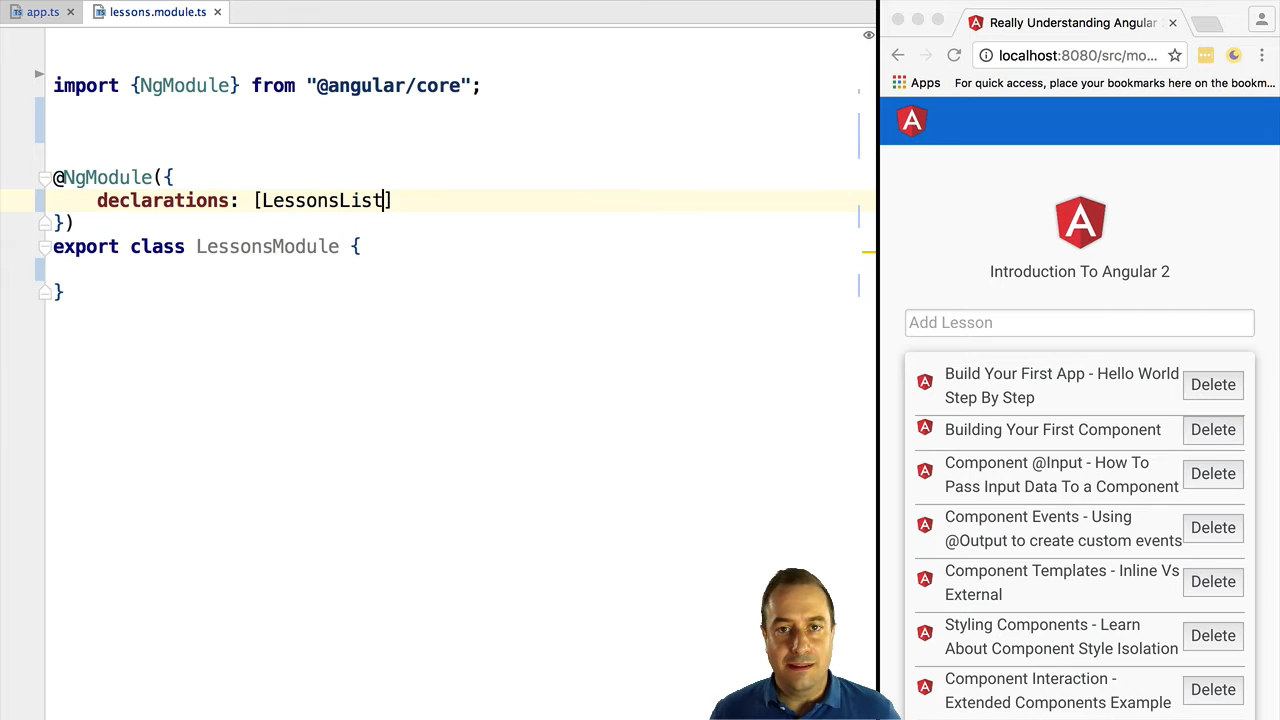 app.ts
lessons.module.ts
import {NgModule} from "@angular/core";
@NgModule({
declarations: [LessonsList]
})
export class LessonsModule {
}
Really Understanding Angular
localhost:8080/src/mo...
Apps
For quick access, place your bookmarks here on the bookm...
Introduction To Angular 2
Add Lesson
Build Your First App - Hello World
Step By Step
Delete
Building Your First Component
Delete
Component @Input - How To
Pass Input Data To a Component
Delete
Component Events - Using
@Output to create custom events
Delete
Component Templates - Inline Vs
External
Delete
Styling Components - Learn
About Component Style Isolation
Delete
Component Interaction -
Extended Components Example
Delete